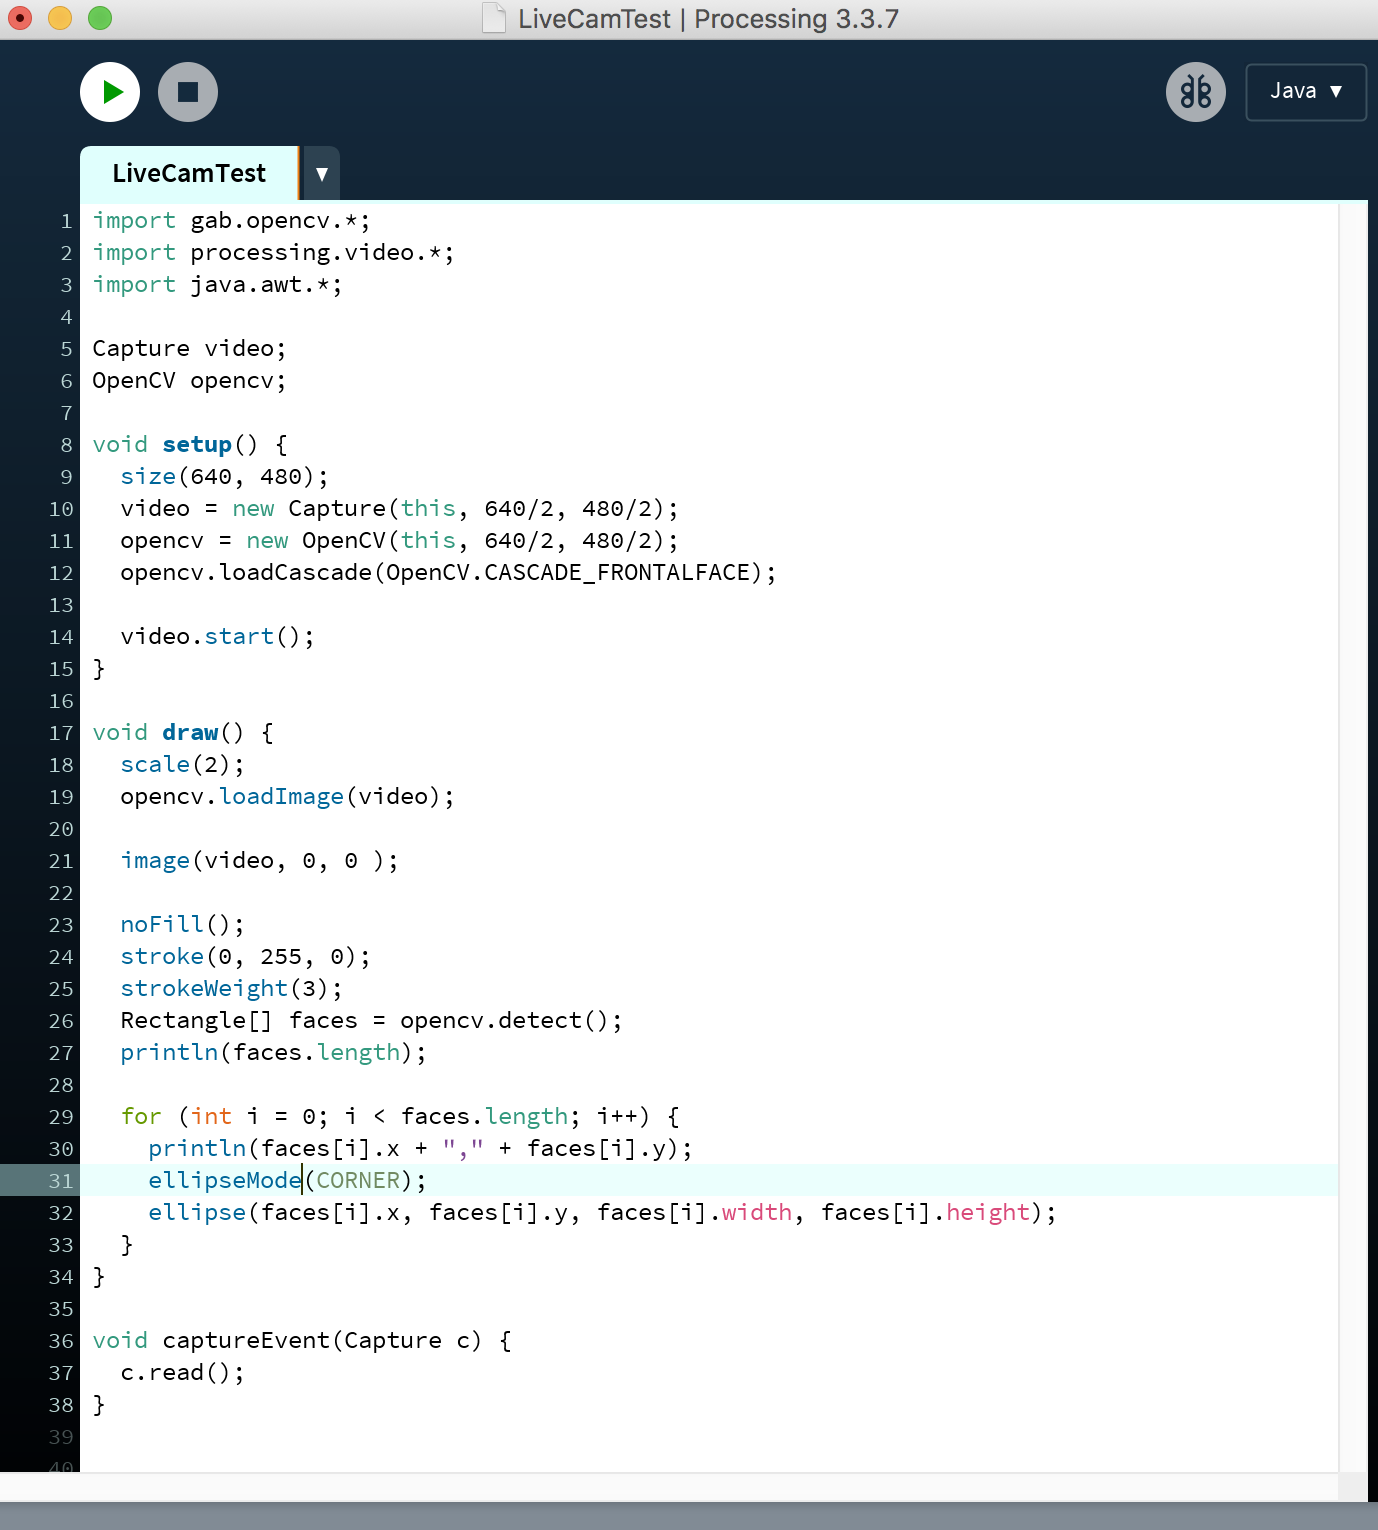 LiveCamTest | Processing 3.3.7
Java ▼
LiveCamTest ▼
1 import gab.opencv.*;
2 import processing.video.*;
3 import java.awt.*;
4
5 Capture video;
6 OpenCV opencv;
7
8 void setup() {
9 size(640, 480);
10 video = new Capture(this, 640/2, 480/2);
11 opencv = new OpenCV(this, 640/2, 480/2);
12 opencv.loadCascade(OpenCV.CASCADE_FRONTALFACE);
13
14 video.start();
15 }
16
17 void draw() {
18 scale(2);
19 opencv.loadImage(video);
20
21 image(video, 0, 0 );
22
23 noFill();
24 stroke(0, 255, 0);
25 strokeWeight(3);
26 Rectangle[] faces = opencv.detect();
27 println(faces.length);
28
29 for (int i = 0; i < faces.length; i++) {
30 println(faces[i].x + "," + faces[i].y);
31 ellipseMode(CORNER);
32 ellipse(faces[i].x, faces[i].y, faces[i].width, faces[i].height);
33 }
34 }
35
36 void captureEvent(Capture c) {
37 c.read();
38 }
39
40